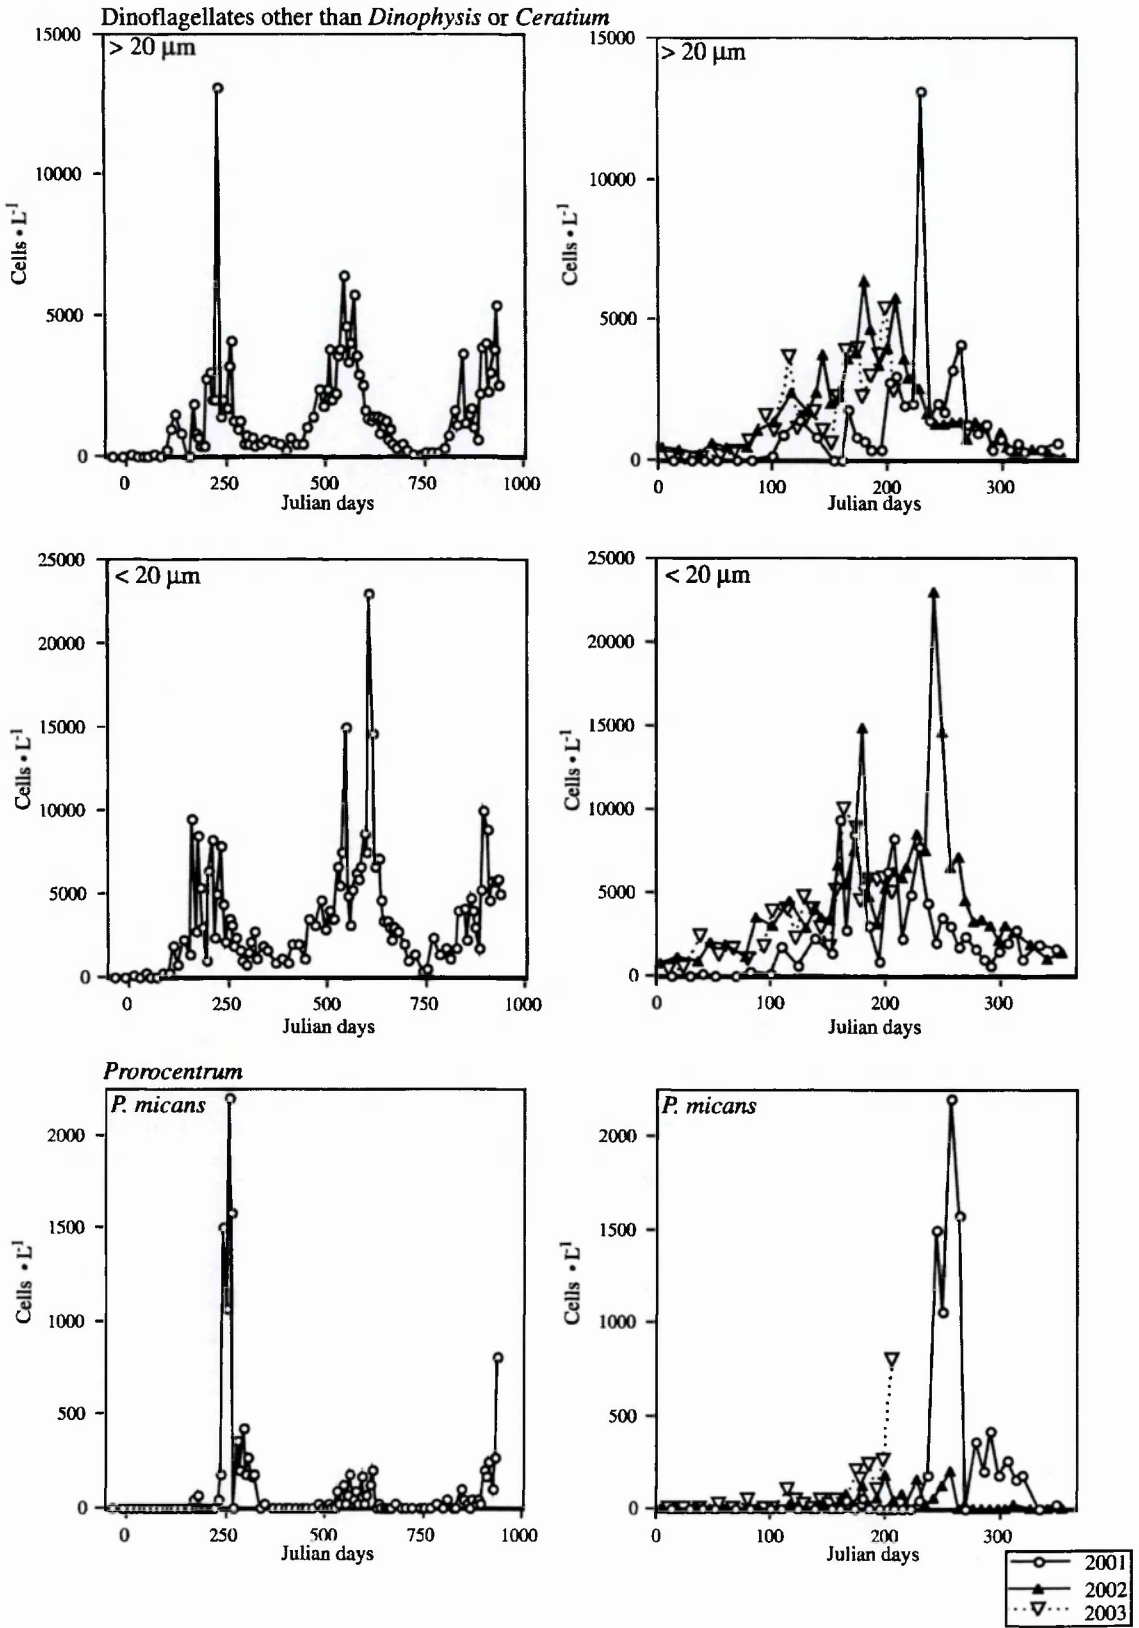 Dinoflagellates other than Dinophysis or Ceratium
> 20 µm
15000
10000
5000
0
Cells • L⁻¹
0 250 500 750 1000
Julian days
> 20 µm
15000
10000
5000
0
Cells • L⁻¹
0 100 200 300
Julian days
< 20 µm
25000
20000
15000
10000
5000
0
Cells • L⁻¹
0 250 500 750 1000
Julian days
< 20 µm
25000
20000
15000
10000
5000
0
Cells • L⁻¹
0 100 200 300
Julian days
Prorocentrum
P. micans
2000
1500
1000
500
0
Cells • L⁻¹
0 250 500 750 1000
Julian days
P. micans
2000
1500
1000
500
0
Cells • L⁻¹
0 100 200 300
Julian days
2001
2002
2003